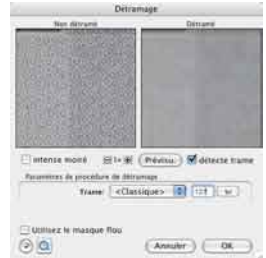 Détramage
Non détramé Détramé
intense moiré 1× Prévisu. détecte trame
Paramètres de procédure de détramage
Trame: <Classique>
Utilisez le masque flou
Annuler OK